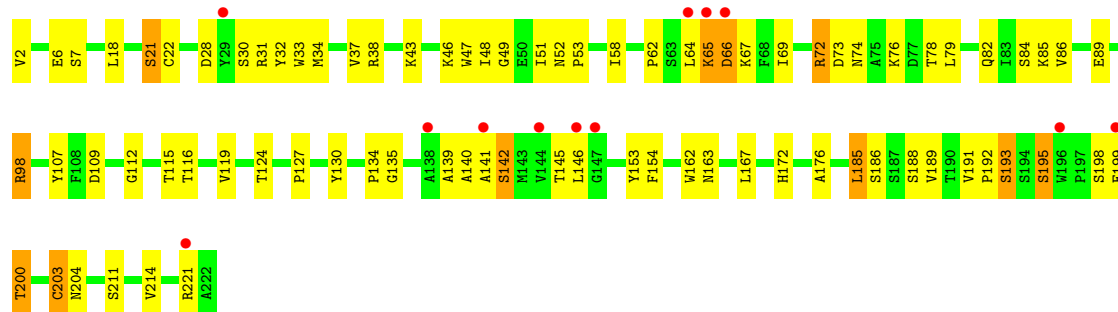 V2 E6 S7 L18 S21 C22 D28 Y29 S30 R31 Y32 W33 M34 V37 R38 K43 K46 W47 I48 G49 E50 I51 N52 P53 I58 P62 S63 L64 K65 D66 K67 F68 I69 R72 D73 N74 A75 K76 D77 T78 L79 Q82 I83 S84 K85 V86 E89
R98 Y107 F108 D109 G112 T115 T116 V119 T124 P127 Y130 P134 G135 A138 A139 A140 A141 S142 M143 V144 T145 L146 G147 Y153 F154 W162 N163 L167 H172 A176 L185 S186 S187 S188 V189 T190 V191 P192 S193 S194 S195 W196 P197 S198
T200 C203 N204 S211 V214 R221 A222